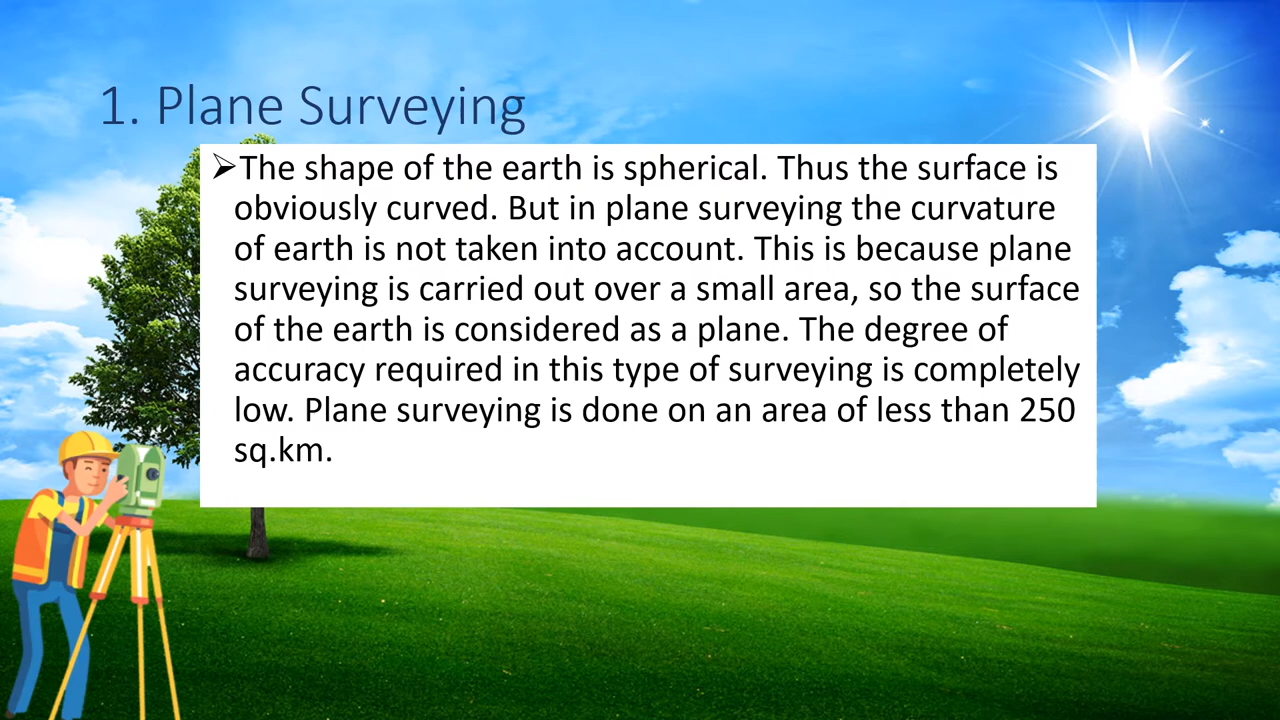 1. Plane Surveying
➢The shape of the earth is spherical. Thus the surface is
obviously curved. But in plane surveying the curvature
of earth is not taken into account. This is because plane
surveying is carried out over a small area, so the surface
of the earth is considered as a plane. The degree of
accuracy required in this type of surveying is completely
low. Plane surveying is done on an area of less than 250
sq.km.